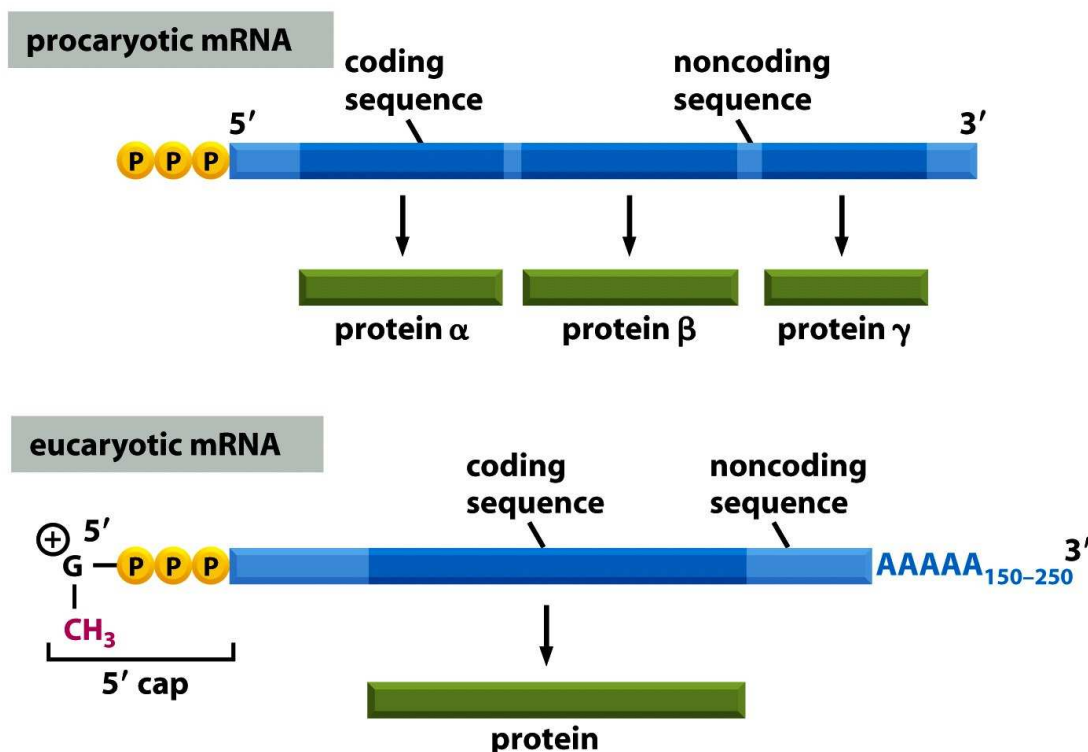 procaryotic mRNA
coding
sequence
noncoding
sequence
5′
3′
P P P
protein α
protein β
protein γ
eucaryotic mRNA
coding
sequence
noncoding
sequence
+
5′
G
P P P
AAAAA150–250
3′
CH3
5′ cap
protein